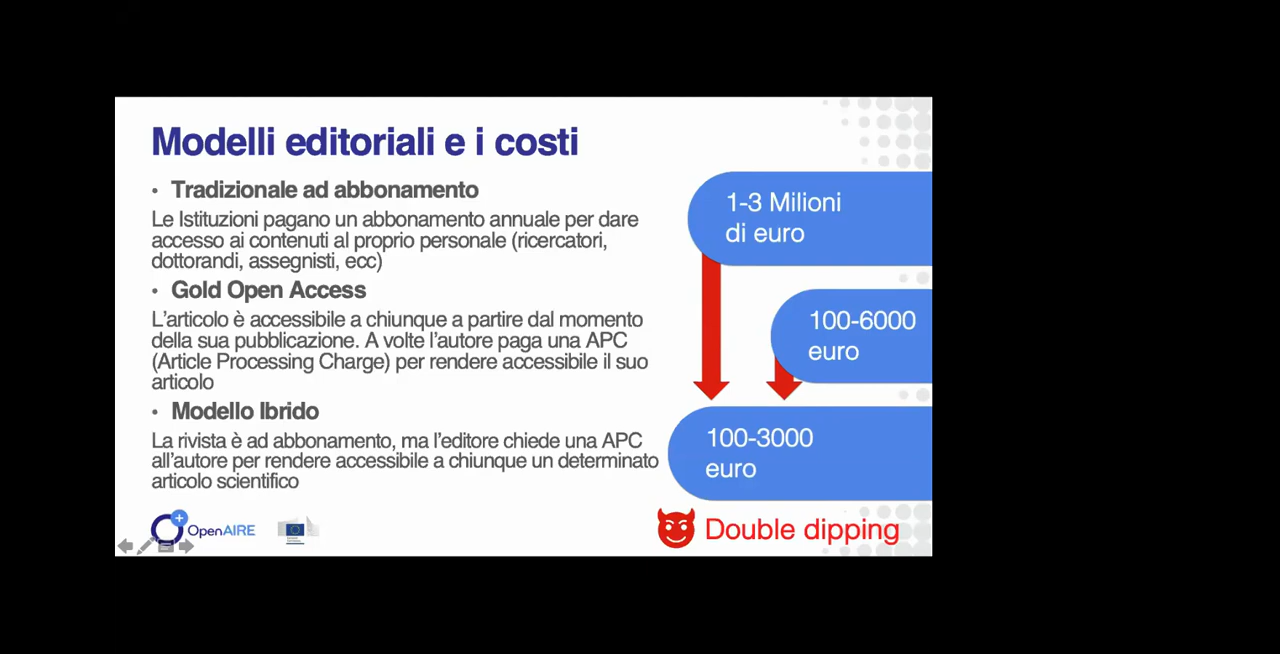 Modelli editoriali e i costi
• Tradizionale ad abbonamento
Le Istituzioni pagano un abbonamento annuale per dare
accesso ai contenuti al proprio personale (ricercatori,
dottorandi, assegnisti, ecc)
• Gold Open Access
L’articolo è accessibile a chiunque a partire dal momento
della sua pubblicazione. A volte l’autore paga una APC
(Article Processing Charge) per rendere accessibile il suo
articolo
• Modello Ibrido
La rivista è ad abbonamento, ma l’editore chiede una APC
all’autore per rendere accessibile a chiunque un determinato
articolo scientifico
1-3 Milioni
di euro
100-6000
euro
100-3000
euro
Double dipping
OpenAIRE